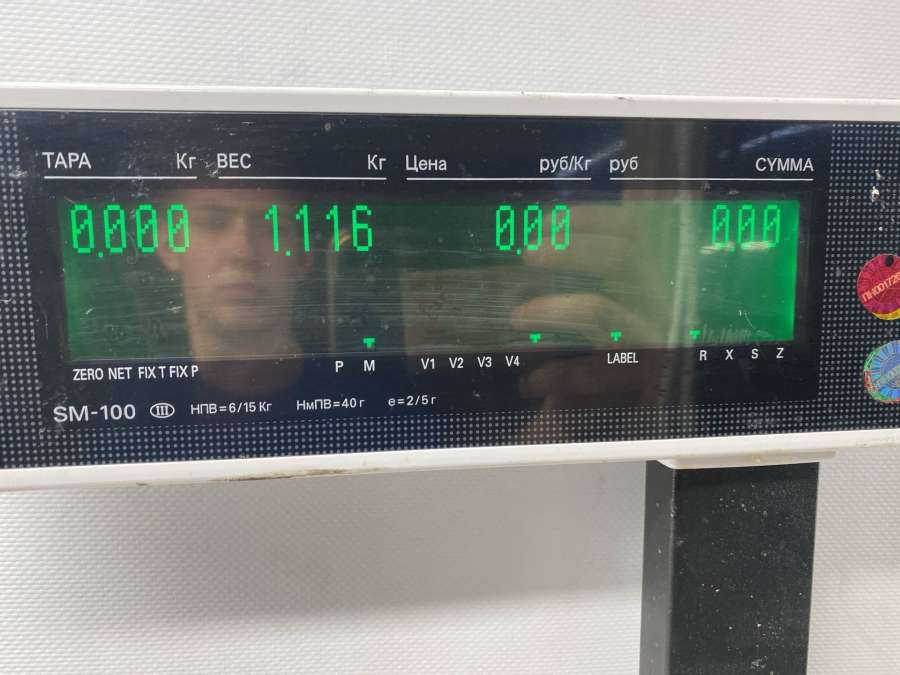 ТАРА Кг ВЕС Кг Цена руб/Кг руб СУММА
0.000 1.116 0.00 0.00
P M V1 V2 V3 V4 LABEL R X S Z
ZERO NET FIX T FIX P
SM-100 III НПВ=6/15 Кг НмПВ=40 г e=2/5 г